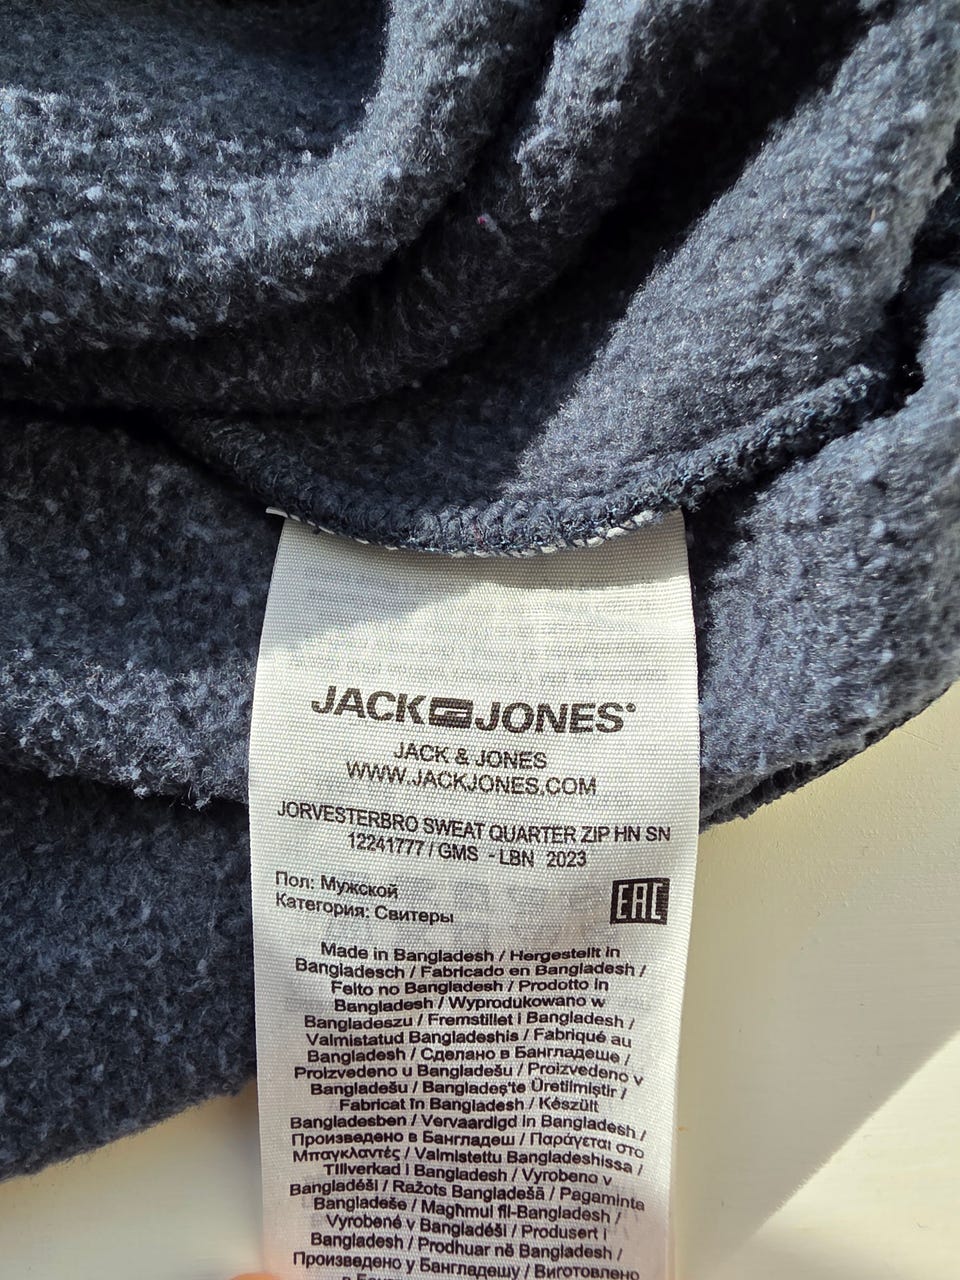 JACK JONES
JACK & JONES
WWW.JACKJONES.COM
JORVESTERBRO SWEAT QUARTER ZIP HN SN
12241777 / GMS - LBN 2023
Пол: Мужской
Категория: Свитеры
EAC
Made in Bangladesh / Hergestellt in
Bangladesch / Fabricado en Bangladesh /
Feito no Bangladesh / Prodotto in
Bangladesh / Wyprodukowano w
Bangladeszu / Fremstillet i Bangladesh /
Valmistatud Bangladeshis / Fabriqué au
Bangladesh / Сделано в Бангладеше /
Proizvedeno u Bangladešu / Proizvedeno v
Bangladešu / Bangladeş'te Üretilmiştir /
Fabricat în Bangladesh / Készült
Bangladesben / Vervaardigd in Bangladesh /
Произведено в Бангладеш / Παράγεται στο
Μπαγκλαντές / Valmistettu Bangladeshissa /
Tillverkad i Bangladesh / Vyrobeno v
Bangladéši / Ražots Bangladešā / Pagaminta
Bangladeše / Magħmul fil-Bangladesh /
Vyrobené v Bangladéši / Produsert i
Bangladesh / Prodhuar në Bangladesh /
Произведено у Бангладешу / Виготовлено